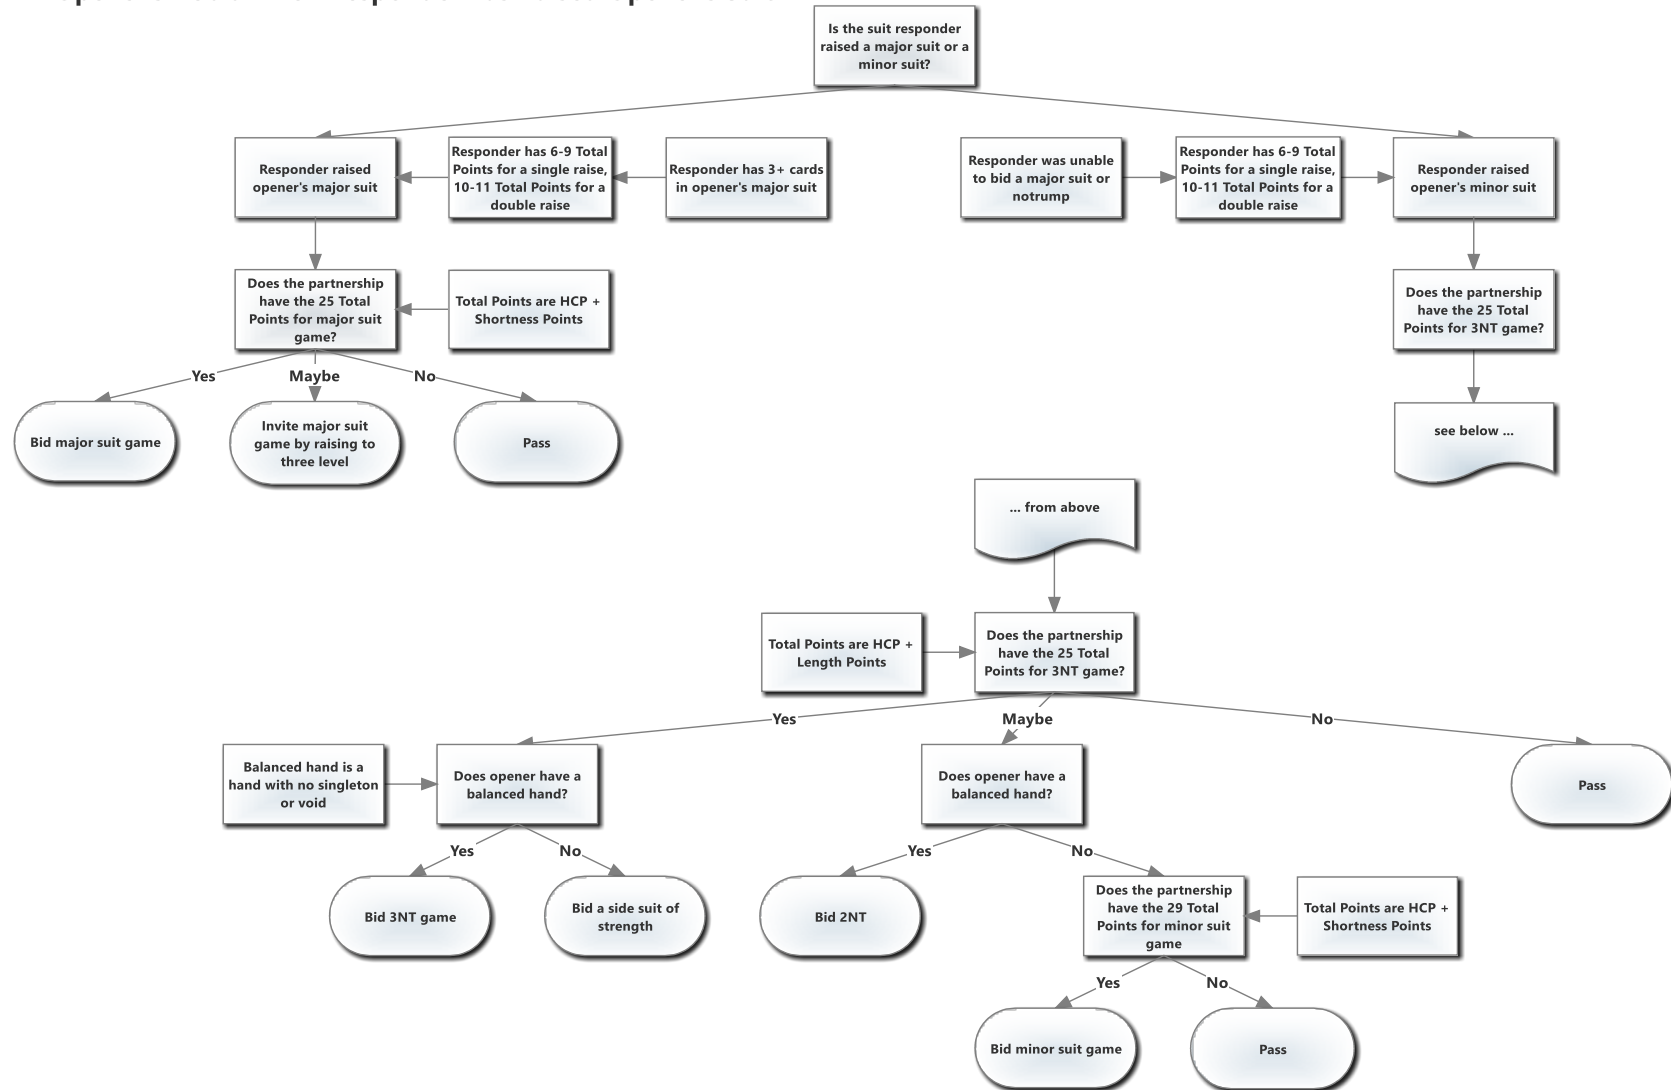 Is the suit responder
raised a major suit or a
minor suit?
Responder raised
opener's major suit
Responder has 6-9 Total
Points for a single raise,
10-11 Total Points for a
double raise
Responder has 3+ cards
in opener's major suit
Responder was unable
to bid a major suit or
notrump
Responder has 6-9 Total
Points for a single raise,
10-11 Total Points for a
double raise
Responder raised
opener's minor suit
Does the partnership
have the 25 Total
Points for major suit
game?
Total Points are HCP +
Shortness Points
Does the partnership
have the 25 Total
Points for 3NT game?
Yes
Maybe
No
Bid major suit game
Invite major suit
game by raising to
three level
Pass
see below ...
... from above
Total Points are HCP +
Length Points
Does the partnership
have the 25 Total
Points for 3NT game?
Yes
Maybe
No
Balanced hand is a
hand with no singleton
or void
Does opener have a
balanced hand?
Does opener have a
balanced hand?
Pass
Yes
No
Yes
No
Bid 3NT game
Bid a side suit of
strength
Bid 2NT
Does the partnership
have the 29 Total
Points for minor suit
game
Total Points are HCP +
Shortness Points
Yes
No
Bid minor suit game
Pass